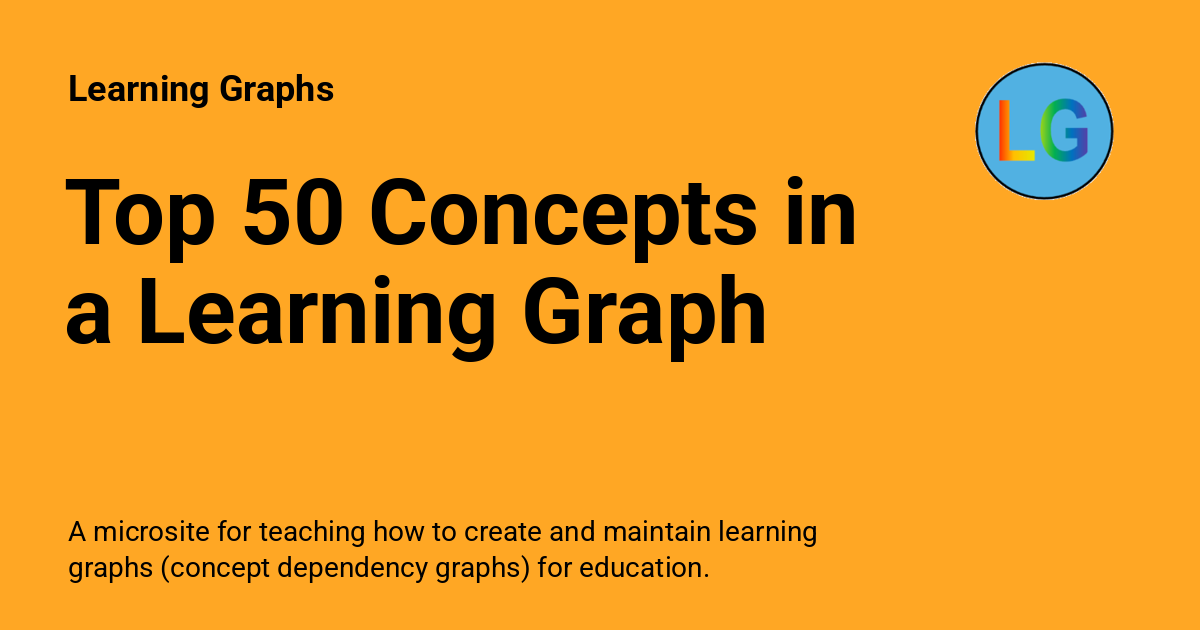 Learning Graphs
LG
Top 50 Concepts in
a Learning Graph
A microsite for teaching how to create and maintain learning
graphs (concept dependency graphs) for education.